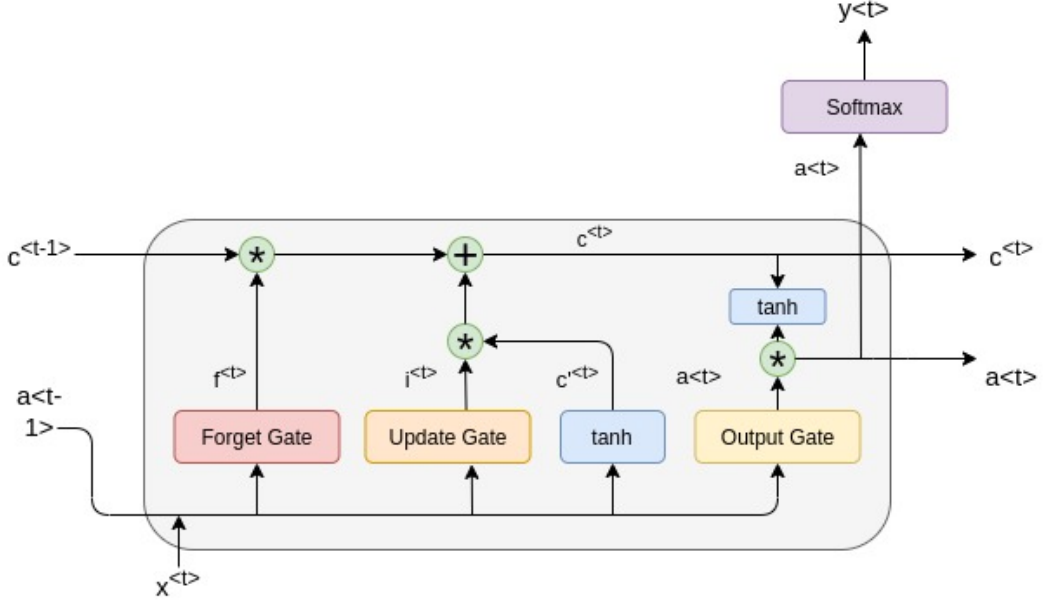 y<t>
Softmax
a<t>
c<t>
c<t-1>
*
+
c<t>
tanh
*
*
f<t>
i<t>
c'<t>
a<t>
a<t>
a<t-
1>
Forget Gate
Update Gate
tanh
Output Gate
x<t>